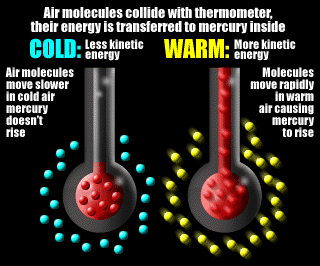 Air molecules collide with thermometer,
their energy is transferred to mercury inside
COLD: Less kinetic energy
WARM: More kinetic energy
Air molecules
move slower
in cold air
mercury
doesn't
rise
Molecules
move rapidly
in warm
air causing
mercury
to rise